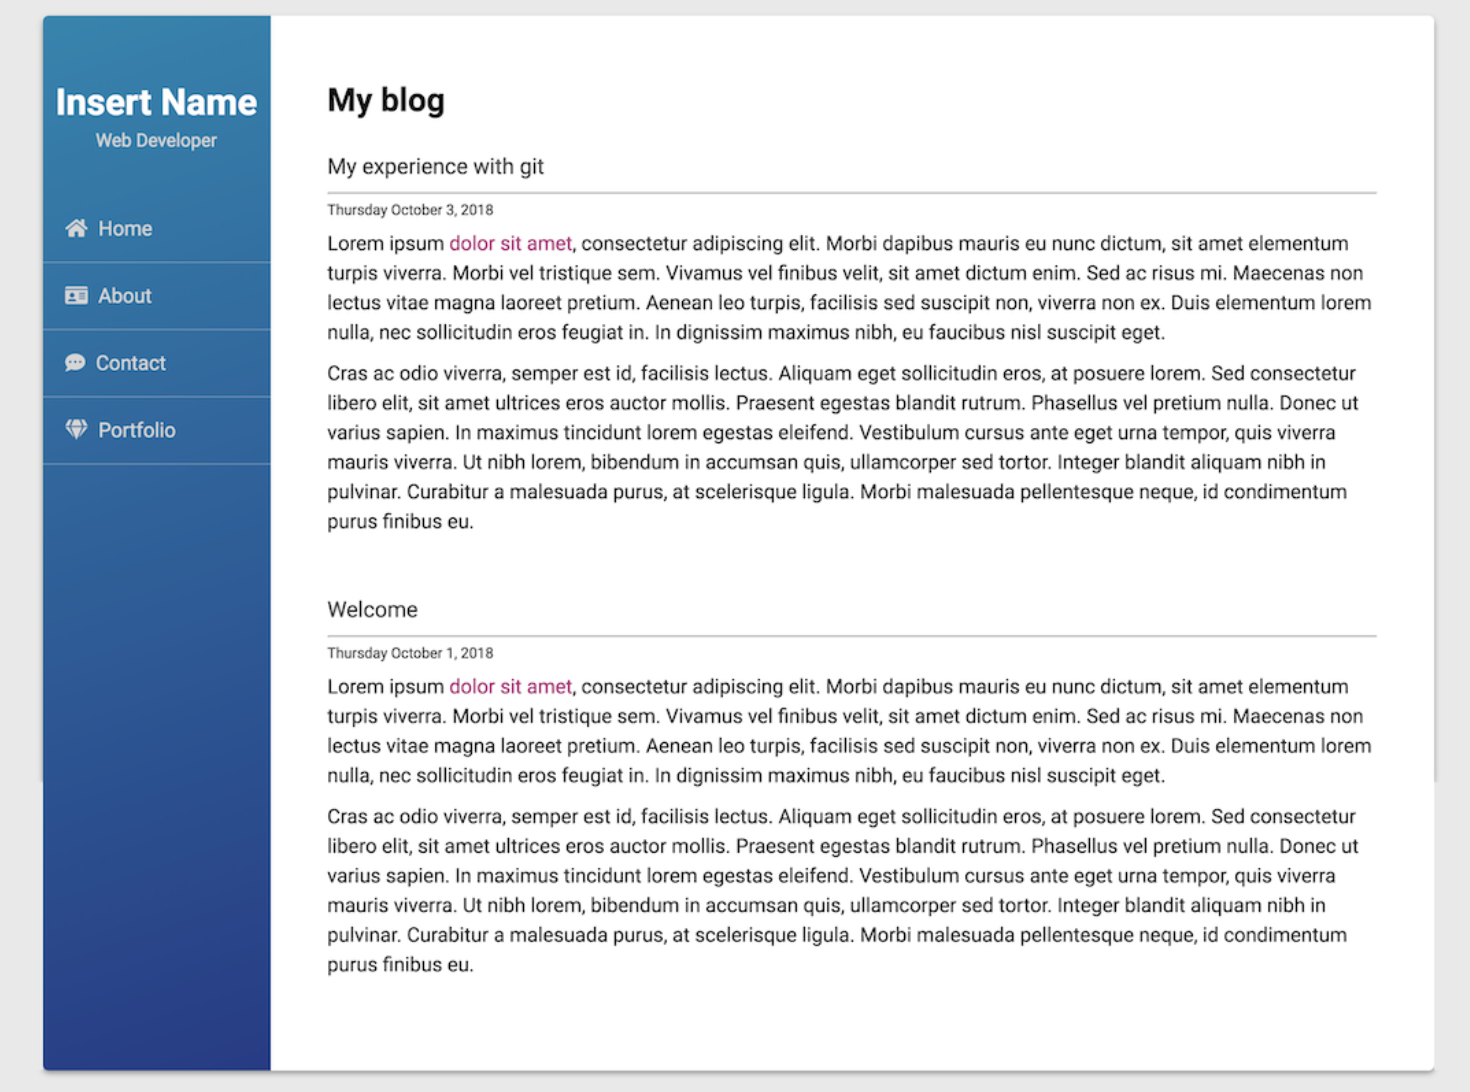 Insert Name
Web Developer
Home
About
Contact
Portfolio
My blog
My experience with git
Thursday October 3, 2018
Lorem ipsum dolor sit amet, consectetur adipiscing elit. Morbi dapibus mauris eu nunc dictum, sit amet elementum
turpis viverra. Morbi vel tristique sem. Vivamus vel finibus velit, sit amet dictum enim. Sed ac risus mi. Maecenas non
lectus vitae magna laoreet pretium. Aenean leo turpis, facilisis sed suscipit non, viverra non ex. Duis elementum lorem
nulla, nec sollicitudin eros feugiat in. In dignissim maximus nibh, eu faucibus nisl suscipit eget.
Cras ac odio viverra, semper est id, facilisis lectus. Aliquam eget sollicitudin eros, at posuere lorem. Sed consectetur
libero elit, sit amet ultrices eros auctor mollis. Praesent egestas blandit rutrum. Phasellus vel pretium nulla. Donec ut
varius sapien. In maximus tincidunt lorem egestas eleifend. Vestibulum cursus ante eget urna tempor, quis viverra
mauris viverra. Ut nibh lorem, bibendum in accumsan quis, ullamcorper sed tortor. Integer blandit aliquam nibh in
pulvinar. Curabitur a malesuada purus, at scelerisque ligula. Morbi malesuada pellentesque neque, id condimentum
purus finibus eu.
Welcome
Thursday October 1, 2018
Lorem ipsum dolor sit amet, consectetur adipiscing elit. Morbi dapibus mauris eu nunc dictum, sit amet elementum
turpis viverra. Morbi vel tristique sem. Vivamus vel finibus velit, sit amet dictum enim. Sed ac risus mi. Maecenas non
lectus vitae magna laoreet pretium. Aenean leo turpis, facilisis sed suscipit non, viverra non ex. Duis elementum lorem
nulla, nec sollicitudin eros feugiat in. In dignissim maximus nibh, eu faucibus nisl suscipit eget.
Cras ac odio viverra, semper est id, facilisis lectus. Aliquam eget sollicitudin eros, at posuere lorem. Sed consectetur
libero elit, sit amet ultrices eros auctor mollis. Praesent egestas blandit rutrum. Phasellus vel pretium nulla. Donec ut
varius sapien. In maximus tincidunt lorem egestas eleifend. Vestibulum cursus ante eget urna tempor, quis viverra
mauris viverra. Ut nibh lorem, bibendum in accumsan quis, ullamcorper sed tortor. Integer blandit aliquam nibh in
pulvinar. Curabitur a malesuada purus, at scelerisque ligula. Morbi malesuada pellentesque neque, id condimentum
purus finibus eu.